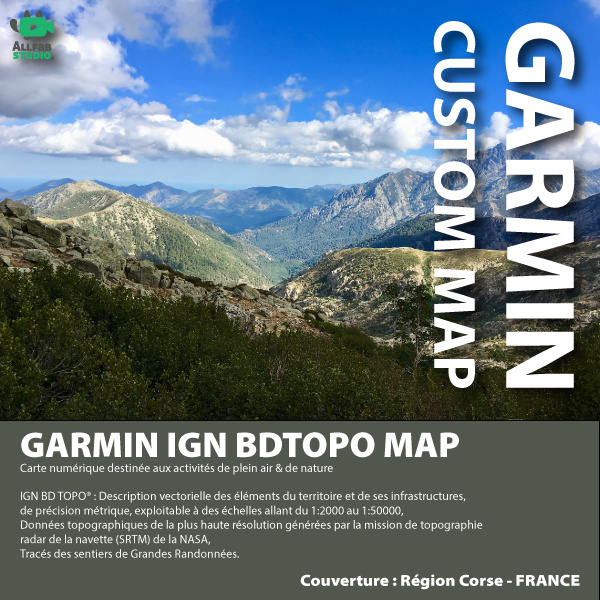 ALLFAB
STUDIO
GARMIN
CUSTOM MAP
GARMIN IGN BDTOPO MAP
Carte numérique destinée aux activités de plein air & de nature
IGN BD TOPO® : Description vectorielle des éléments du territoire et de ses infrastructures,
de précision métrique, exploitable à des échelles allant du 1:2000 au 1:50000,
Données topographiques de la plus haute résolution générées par la mission de topographie
radar de la navette (SRTM) de la NASA,
Tracés des sentiers de Grandes Randonnées.
Couverture : Région Corse - FRANCE